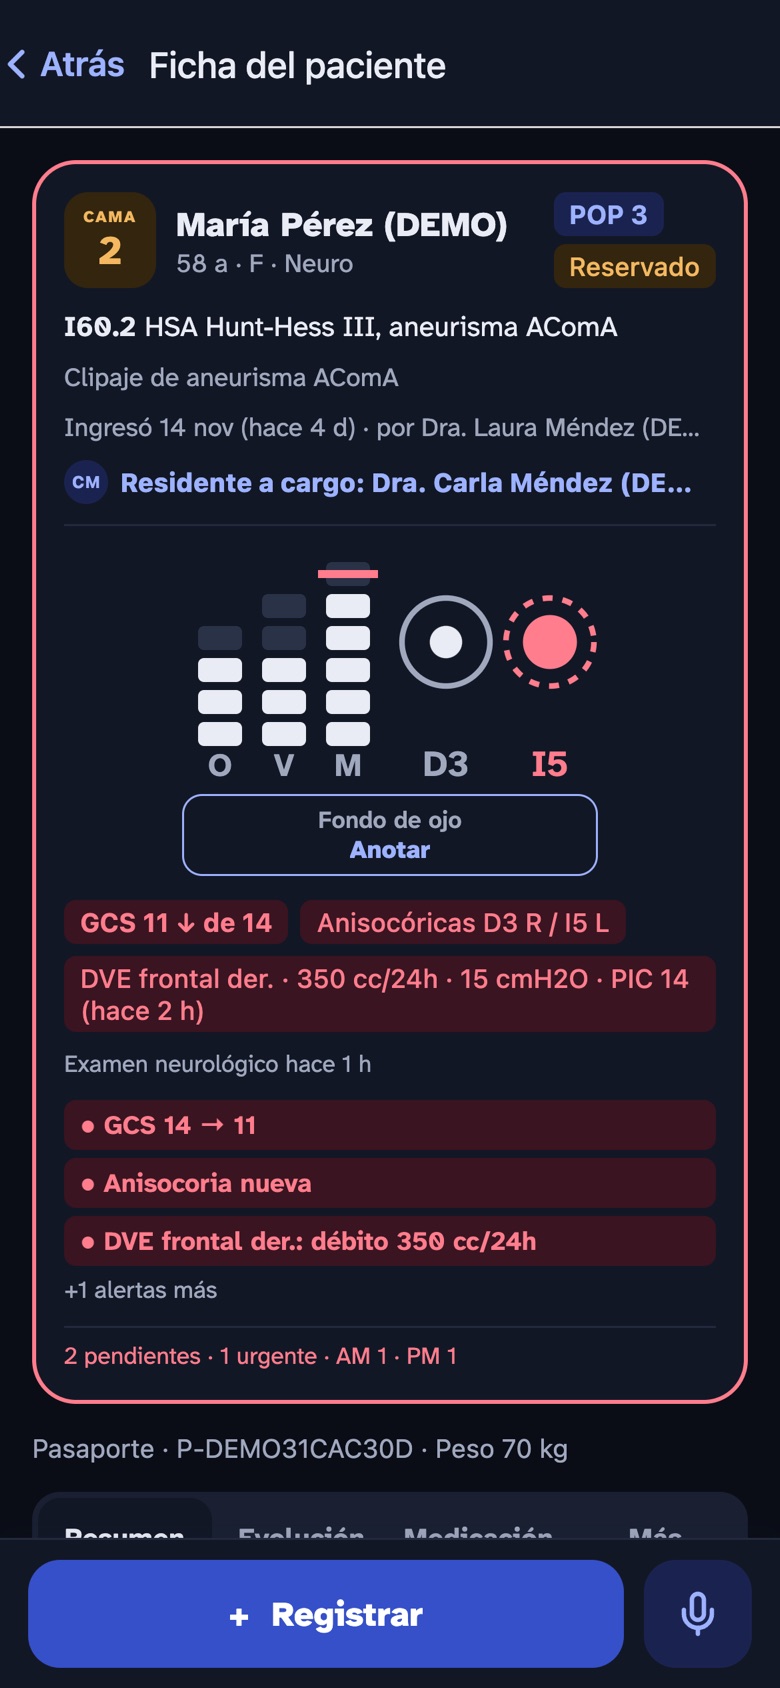 Atrás Ficha del paciente
CAMA
2
María Pérez (DEMO)
58 a · F · Neuro
POP 3
Reservado
I60.2 HSA Hunt-Hess III, aneurisma AComA
Clipaje de aneurisma AComA
Ingresó 14 nov (hace 4 d) · por Dra. Laura Méndez (DE...
CM Residente a cargo: Dra. Carla Méndez (DE...
O V M D3 I5
Fondo de ojo
Anotar
GCS 11 ↓ de 14
Anisocóricas D3 R / I5 L
DVE frontal der. · 350 cc/24h · 15 cmH2O · PIC 14
(hace 2 h)
Examen neurológico hace 1 h
● GCS 14 → 11
● Anisocoria nueva
● DVE frontal der.: débito 350 cc/24h
+1 alertas más
2 pendientes · 1 urgente · AM 1 · PM 1
Pasaporte · P-DEMO31CAC30D · Peso 70 kg
Resumen Evolución Medicación Más
+ Registrar